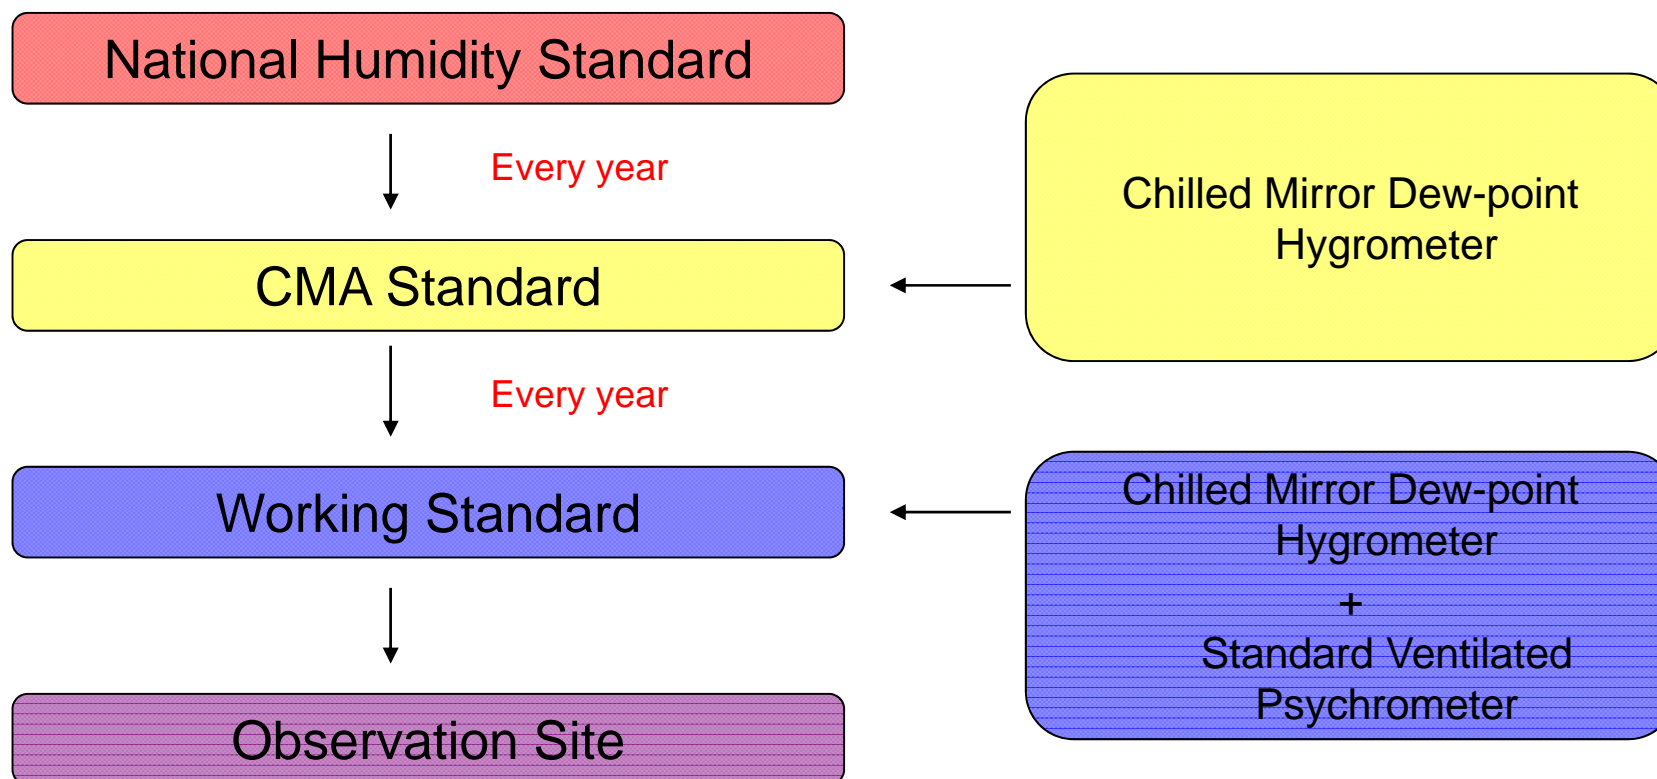 National Humidity Standard
Every year
CMA Standard
Every year
Working Standard
Observation Site
Chilled Mirror Dew-point
Hygrometer
Chilled Mirror Dew-point
Hygrometer
+
Standard Ventilated
Psychrometer